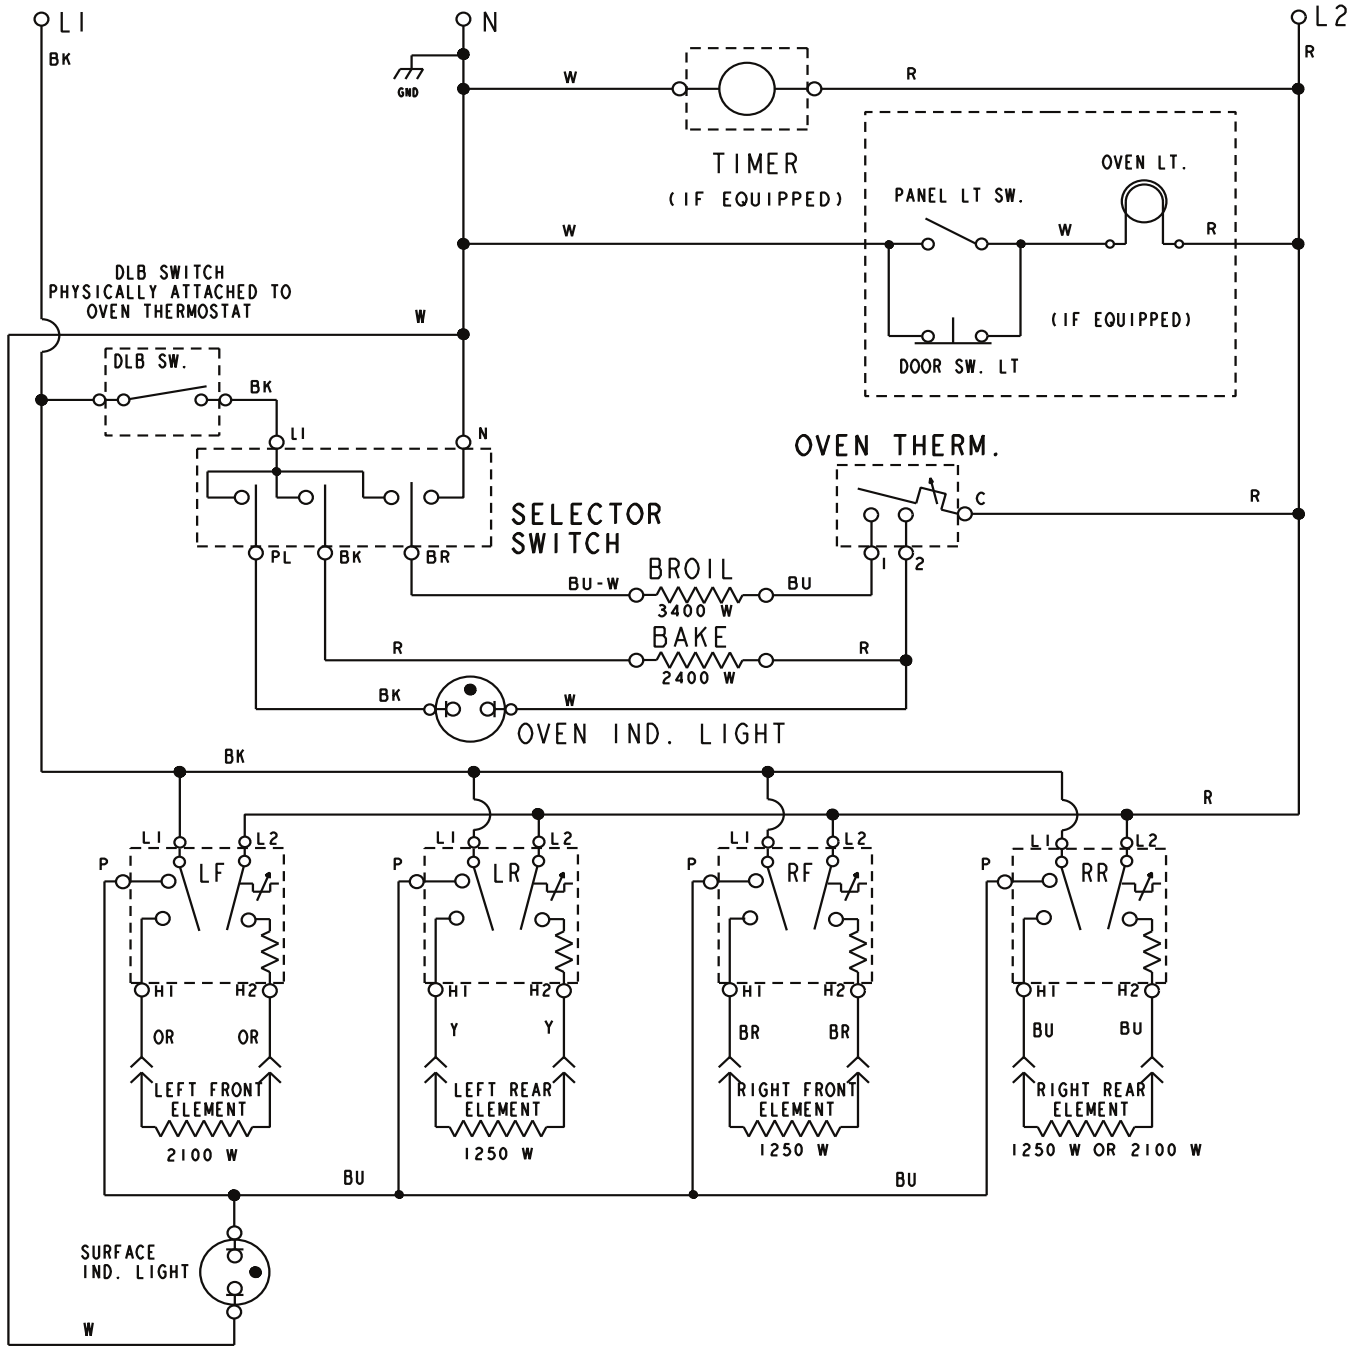 L1
N
L2
BK
R
GND
W
R
TIMER
(IF EQUIPPED)
OVEN LT.
PANEL LT SW.
W
W
R
DLB SWITCH
PHYSICALLY ATTACHED TO
OVEN THERMOSTAT
W
(IF EQUIPPED)
DOOR SW. LT
DLB SW.
BK
L1
N
OVEN THERM.
C
R
SELECTOR
SWITCH
PL
BK
BR
1
2
BU-W
BROIL
BU
3400 W
R
BAKE
R
2400 W
BK
W
OVEN IND. LIGHT
BK
R
L1
L2
L1
L2
L1
L2
L1
L2
P
LF
P
LR
P
RF
P
RR
H1
H2
H1
H2
H1
H2
H1
H2
OR
OR
Y
Y
BR
BR
BU
BU
LEFT FRONT
ELEMENT
2100 W
LEFT REAR
ELEMENT
1250 W
RIGHT FRONT
ELEMENT
1250 W
RIGHT REAR
ELEMENT
1250 W OR 2100 W
BU
BU
SURFACE
IND. LIGHT
W